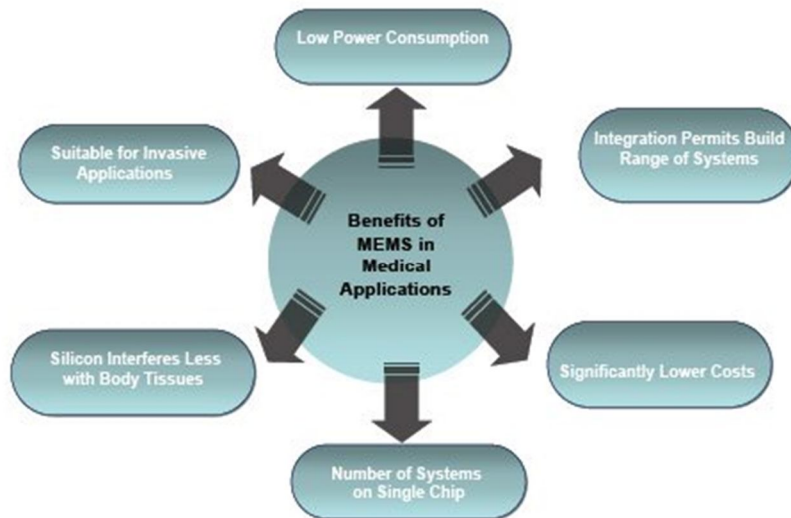 Low Power Consumption
Suitable for Invasive
Applications
Integration Permits Build
Range of Systems
Benefits of
MEMS in
Medical
Applications
Silicon Interferes Less
with Body Tissues
Significantly Lower Costs
Number of Systems
on Single Chip